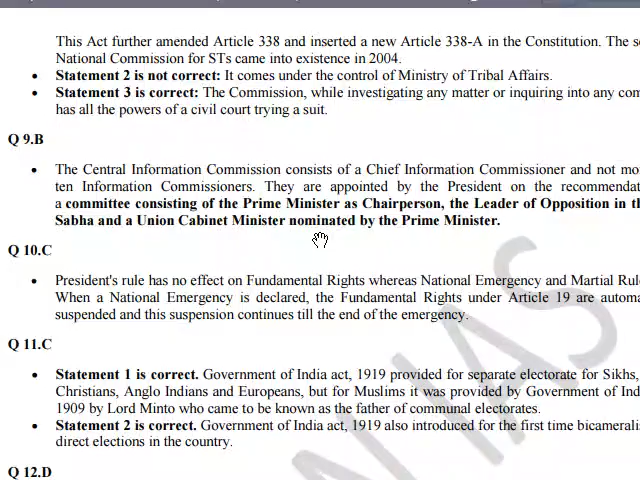 This Act further amended Article 338 and inserted a new Article 338-A in the Constitution. The
National Commission for STs came into existence in 2004.
• Statement 2 is not correct: It comes under the control of Ministry of Tribal Affairs.
• Statement 3 is correct: The Commission, while investigating any matter or inquiring into any
has all the powers of a civil court trying a suit.
Q 9.B
• The Central Information Commission consists of a Chief Information Commissioner and not
ten Information Commissioners. They are appointed by the President on the
a committee consisting of the Prime Minister as Chairperson, the Leader of Opposition in
Sabha and a Union Cabinet Minister nominated by the Prime Minister.
Q 10.C
• President's rule has no effect on Fundamental Rights whereas National Emergency and Martial
When a National Emergency is declared, the Fundamental Rights under Article 19 are
suspended and this suspension continues till the end of the emergency.
Q 11.C
• Statement 1 is correct. Government of India act, 1919 provided for separate electorate for Sikhs,
Christians, Anglo Indians and Europeans, but for Muslims it was provided by Government of
1909 by Lord Minto who came to be known as the father of communal electorates.
• Statement 2 is correct. Government of India act, 1919 also introduced for the first time
direct elections in the country.
Q 12.D
IAS